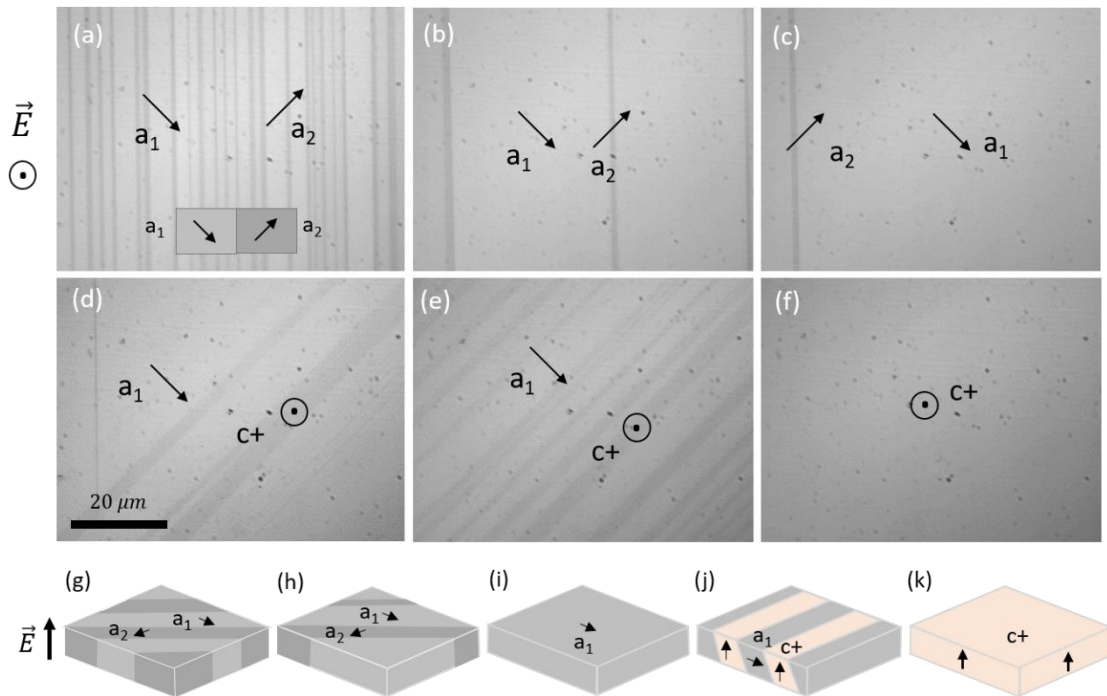 (a)
(b)
(c)
E⃗
a₁
a₂
a₁
a₂
a₂
a₁
a₁
a₂
(d)
(e)
(f)
a₁
c+
a₁
c+
c+
20 μm
(g)
(h)
(i)
(j)
(k)
E⃗
a₂
a₁
a₂
a₁
a₁
a₁
c+
c+